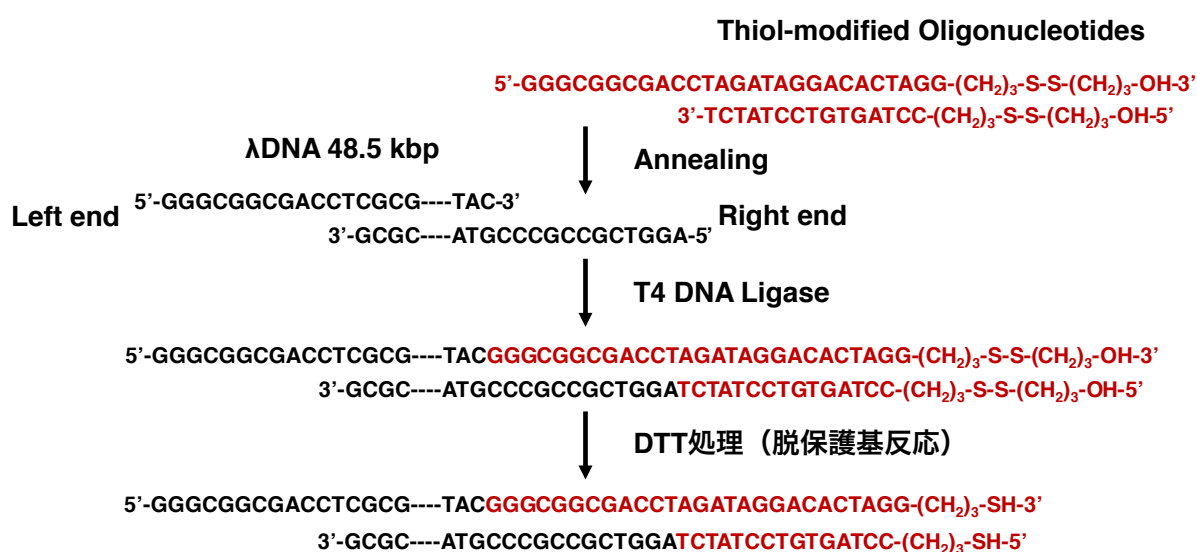 Thiol-modified Oligonucleotides
5’-GGGCGGCGACCTAGATAGGACACTAGG-(CH₂)₃-S-S-(CH₂)₃-OH-3’
3’-TCTATCCTGTGATCC-(CH₂)₃-S-S-(CH₂)₃-OH-5’
λDNA 48.5 kbp
Annealing
Left end
5’-GGGCGGCGACCTCGCG----TAC-3’
3’-GCGC----ATGCCCGCCGCTGGA-5’
Right end
T4 DNA Ligase
5’-GGGCGGCGACCTCGCG----TACGGGCGGCGACCTAGATAGGACACTAGG-(CH₂)₃-S-S-(CH₂)₃-OH-3’
3’-GCGC----ATGCCCGCCGCTGGATCTATCCTGTGATCC-(CH₂)₃-S-S-(CH₂)₃-OH-5’
DTT処理（脱保護基反応）
5’-GGGCGGCGACCTCGCG----TACGGGCGGCGACCTAGATAGGACACTAGG-(CH₂)₃-SH-3’
3’-GCGC----ATGCCCGCCGCTGGATCTATCCTGTGATCC-(CH₂)₃-SH-5’